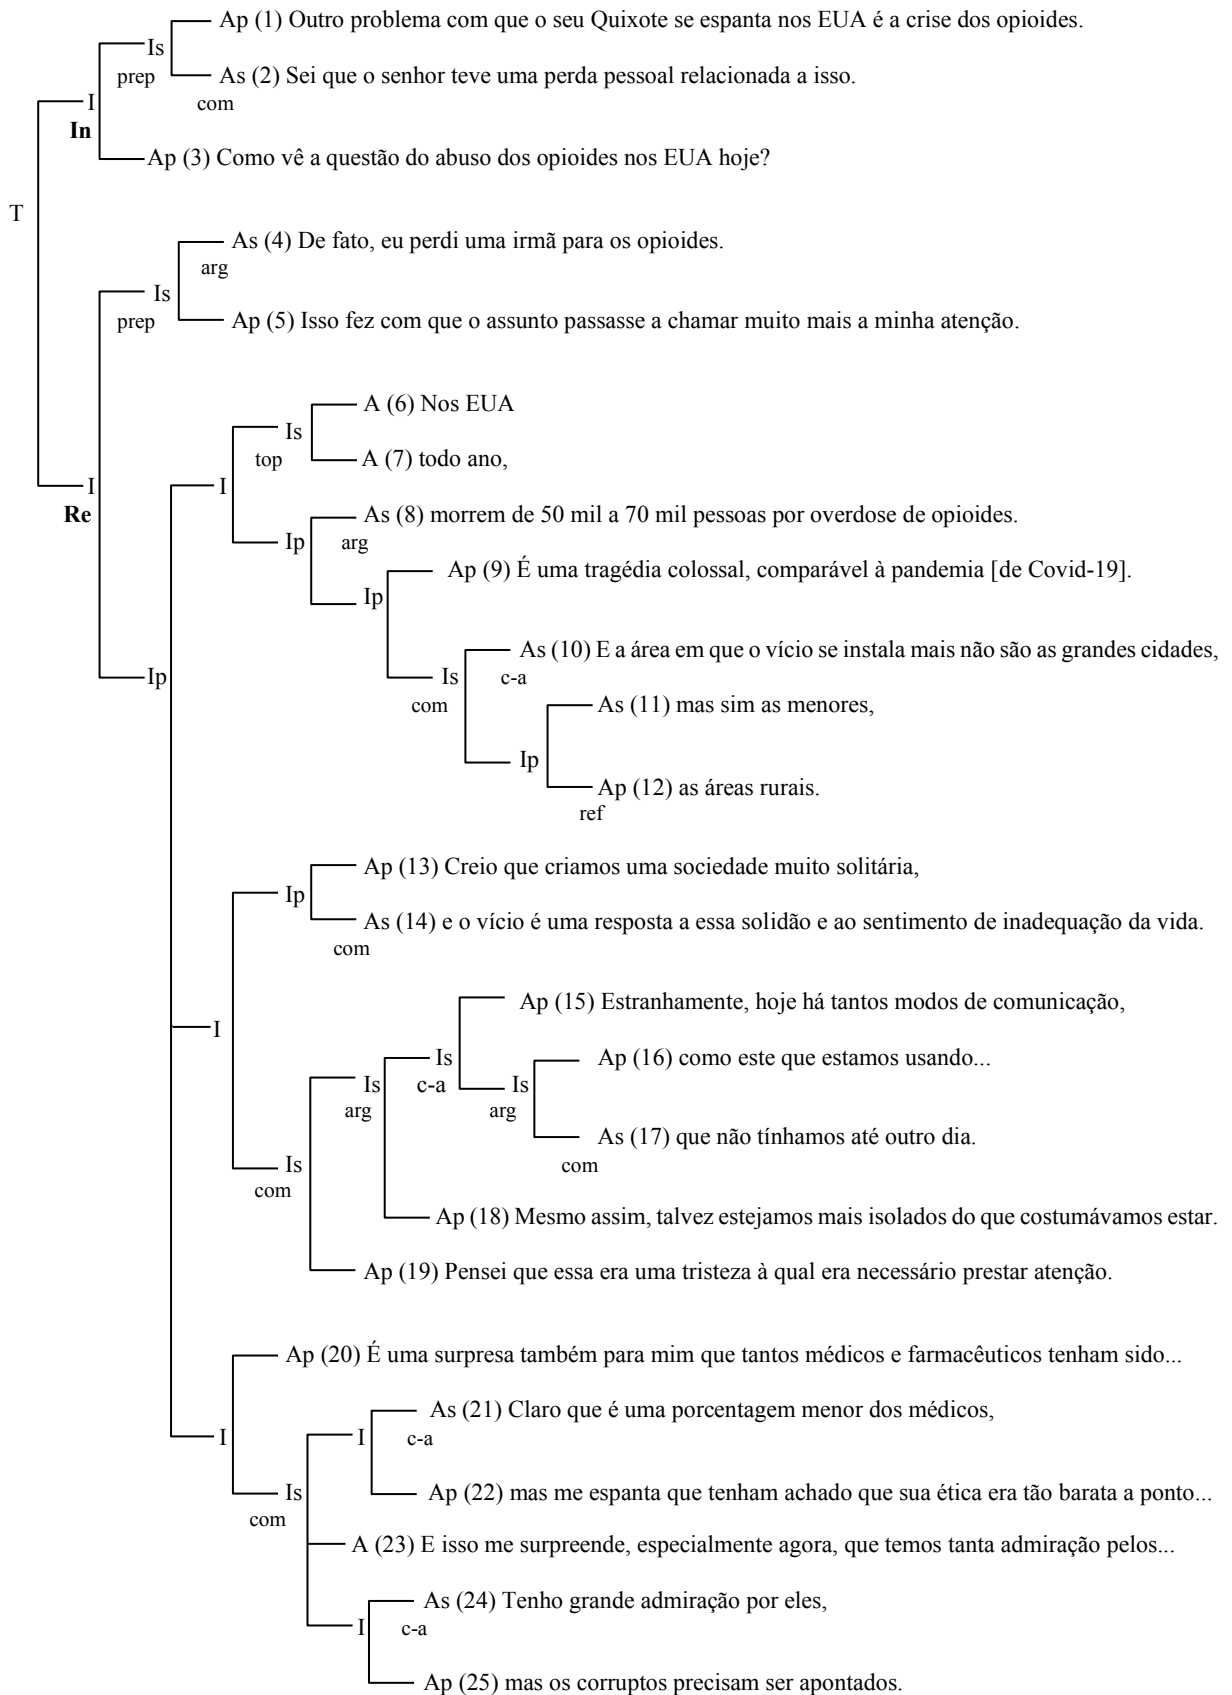 Ap (1) Outro problema com que o seu Quixote se espanta nos EUA é a crise dos opioides.
Is
prep
As (2) Sei que o senhor teve uma perda pessoal relacionada a isso.
com
I
In
Ap (3) Como vê a questão do abuso dos opioides nos EUA hoje?
T
As (4) De fato, eu perdi uma irmã para os opioides.
arg
Is
prep
Ap (5) Isso fez com que o assunto passasse a chamar muito mais a minha atenção.
A (6) Nos EUA
Is
top
A (7) todo ano,
I
I
Re
As (8) morrem de 50 mil a 70 mil pessoas por overdose de opioides.
arg
Ip
Ap (9) É uma tragédia colossal, comparável à pandemia [de Covid-19].
Ip
As (10) E a área em que o vício se instala mais não são as grandes cidades,
c-a
Is
com
Ip
As (11) mas sim as menores,
Ip
Ap (12) as áreas rurais.
ref
Ap (13) Creio que criamos uma sociedade muito solitária,
Ip
As (14) e o vício é uma resposta a essa solidão e ao sentimento de inadequação da vida.
com
Ap (15) Estranhamente, hoje há tantos modos de comunicação,
I
Is
c-a
Ap (16) como este que estamos usando...
Is
arg
Is
arg
As (17) que não tínhamos até outro dia.
com
Is
com
Ap (18) Mesmo assim, talvez estejamos mais isolados do que costumávamos estar.
Ap (19) Pensei que essa era uma tristeza à qual era necessário prestar atenção.
Ap (20) É uma surpresa também para mim que tantos médicos e farmacêuticos tenham sido...
As (21) Claro que é uma porcentagem menor dos médicos,
c-a
I
I
Is
com
Ap (22) mas me espanta que tenham achado que sua ética era tão barata a ponto...
A (23) E isso me surpreende, especialmente agora, que temos tanta admiração pelos...
As (24) Tenho grande admiração por eles,
c-a
I
Ap (25) mas os corruptos precisam ser apontados.